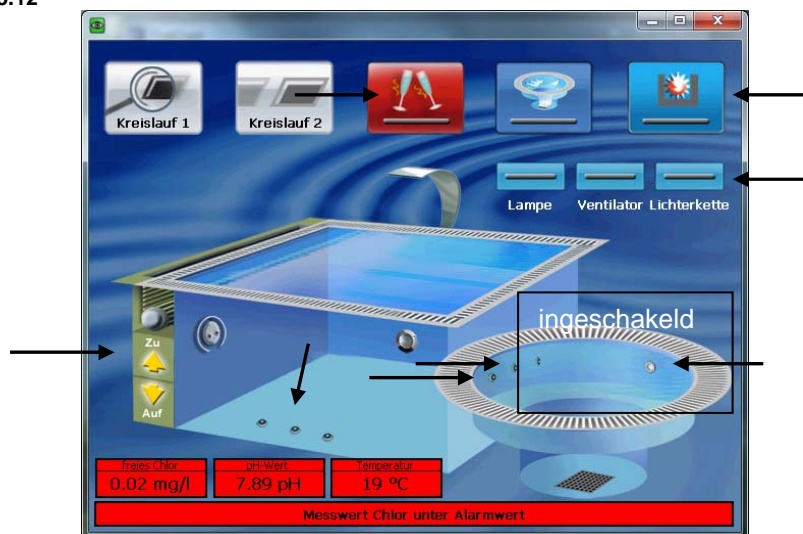 Kreislauf 1
Kreislauf 2
Lampe Ventilator Lichterkette
ingeschakeld
Zu
Auf
freies Chlor pH-Wert Temperatur
0.02 mg/l 7.89 pH 19 ºC
Messwert Chlor unter Alarmwert